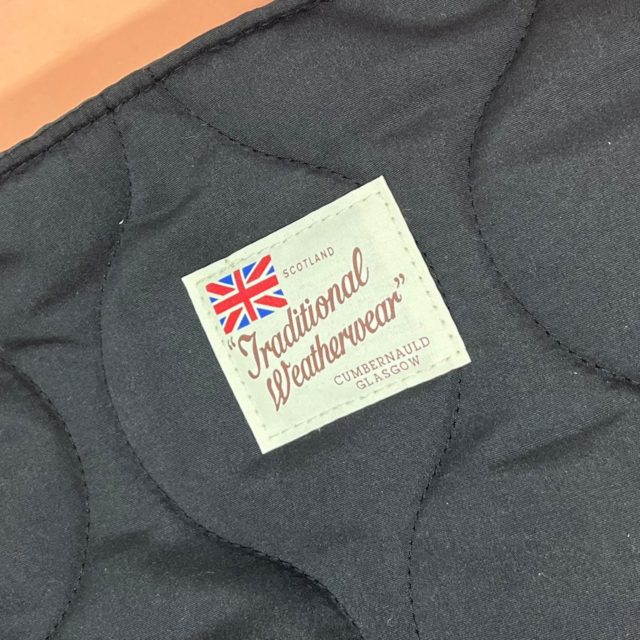 SCOTLAND
"Traditional
Weatherwear"
CUMBERNAULD
GLASGOW